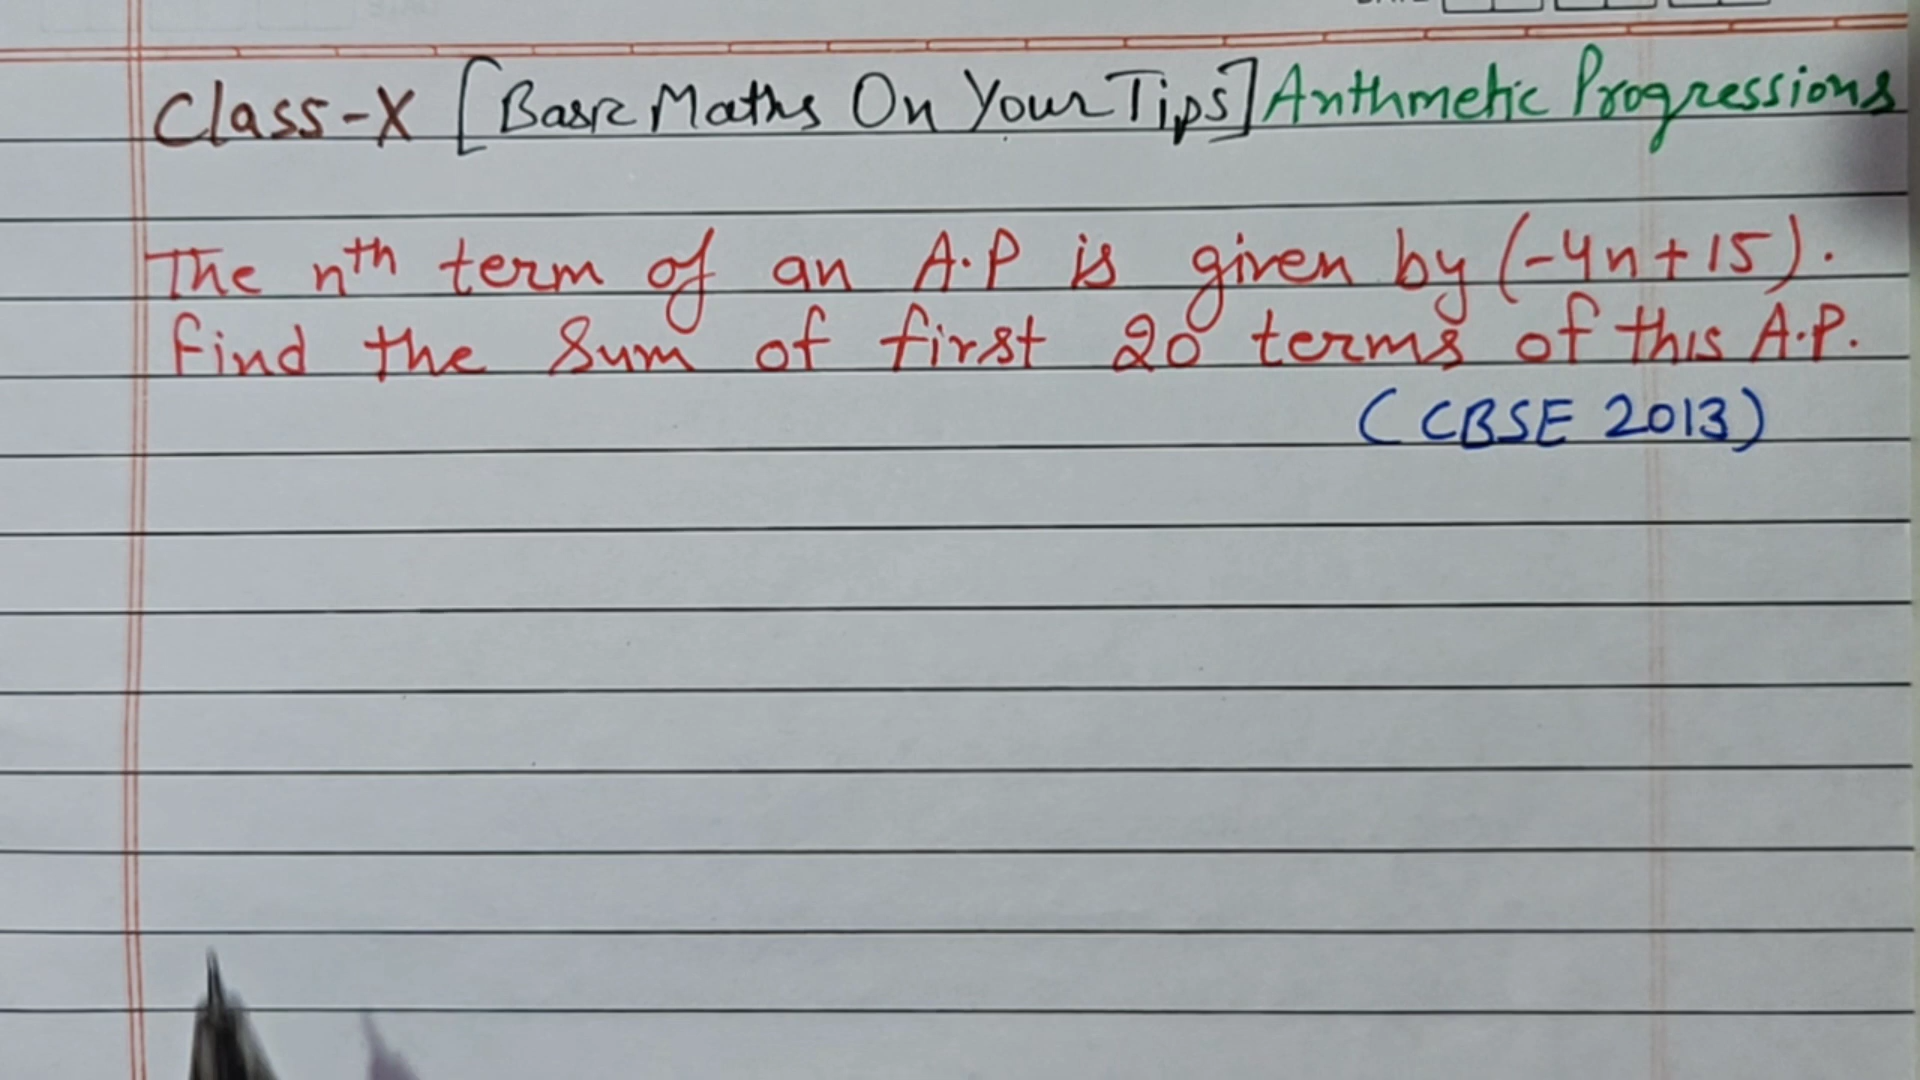 Class-X [Basic Maths On Your Tips] Arithmetic Progressions
The nth term of an A.P is given by (-4n+15).
find the Sum of first 20 terms of this A.P.
(CBSE 2013)